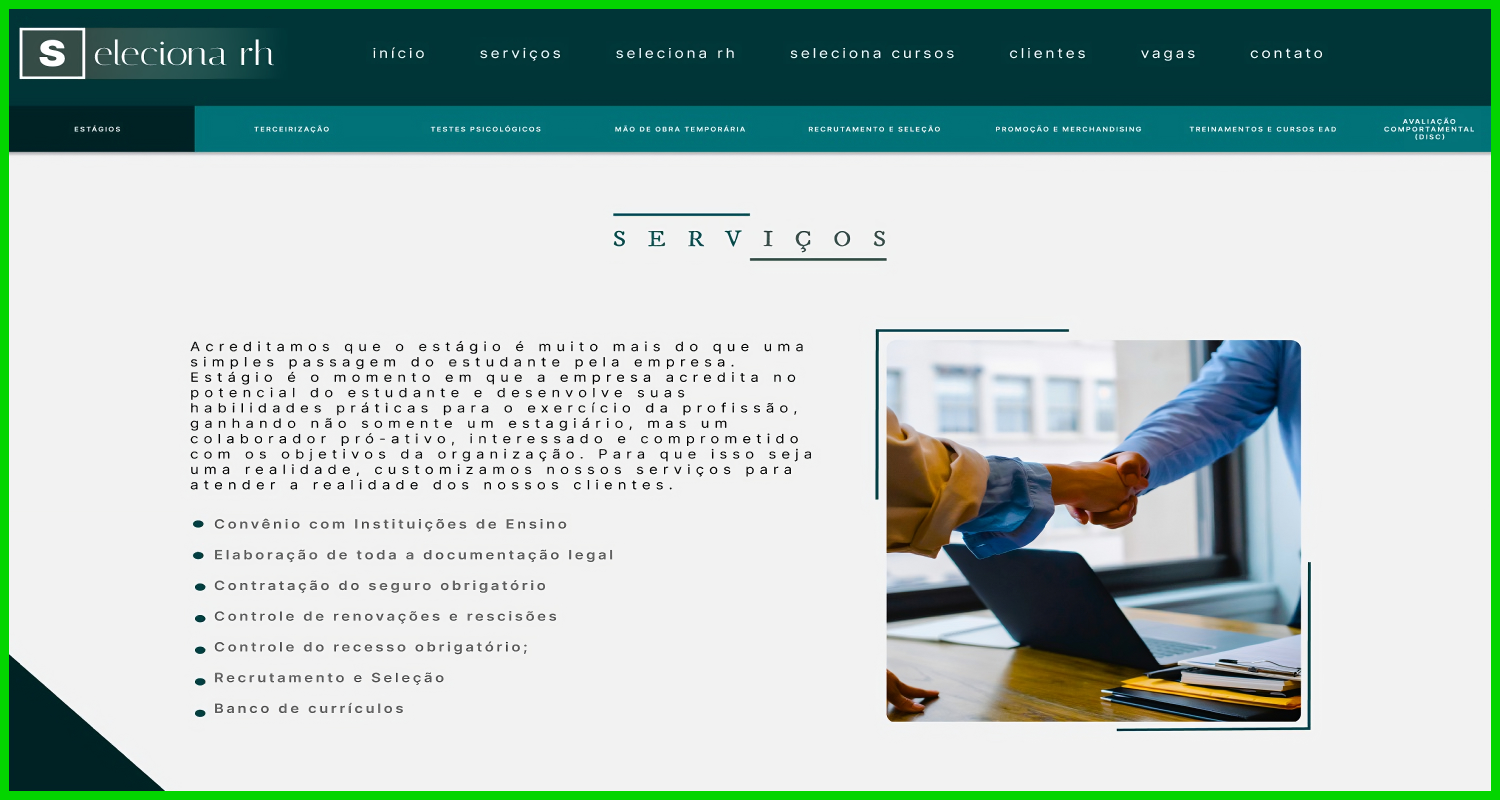 S eleciona rh
início serviços seleciona rh seleciona cursos clientes vagas contato
ESTÁGIOS TERCEIRIZAÇÃO TESTES PSICOLÓGICOS MÃO DE OBRA TEMPORÁRIA RECRUTAMENTO E SELEÇÃO PROMOÇÃO E MERCHANDISING TREINAMENTOS E CURSOS EAD AVALIAÇÃO
COMPORTAMENTAL
(DISC)
SERVIÇOS
Acreditamos que o estágio é muito mais do que uma
simples passagem do estudante pela empresa.
Estágio é o momento em que a empresa acredita no
potencial do estudante e desenvolve suas
habilidades práticas para o exercício da profissão,
ganhando não somente um estagiário, mas um
colaborador pró-ativo, interessado e comprometido
com os objetivos da organização. Para que isso seja
uma realidade, customizamos nossos serviços para
atender a realidade dos nossos clientes.
Convênio com Instituições de Ensino
Elaboração de toda a documentação legal
Contratação do seguro obrigatório
Controle de renovações e rescisões
Controle do recesso obrigatório;
Recrutamento e Seleção
Banco de currículos